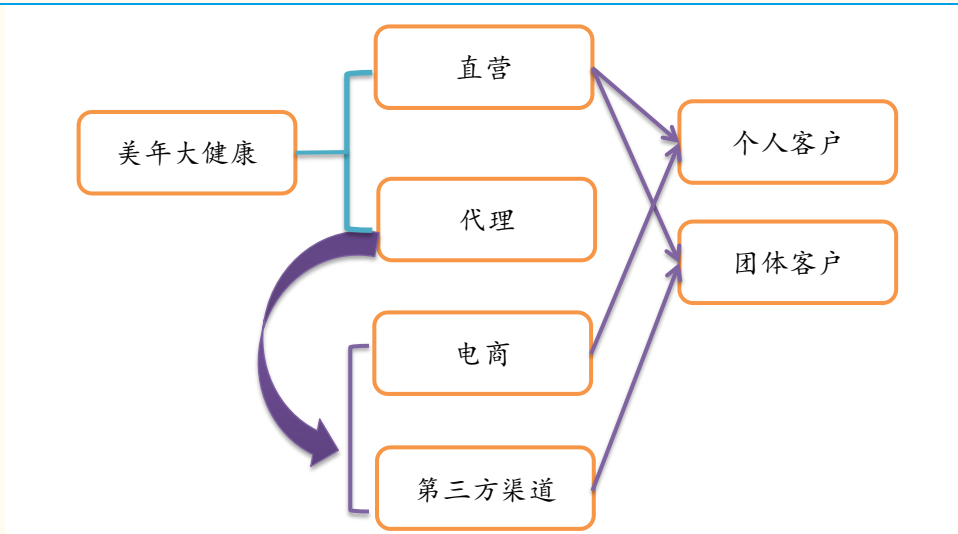 直营
美年大健康
个人客户
代理
团体客户
电商
第三方渠道